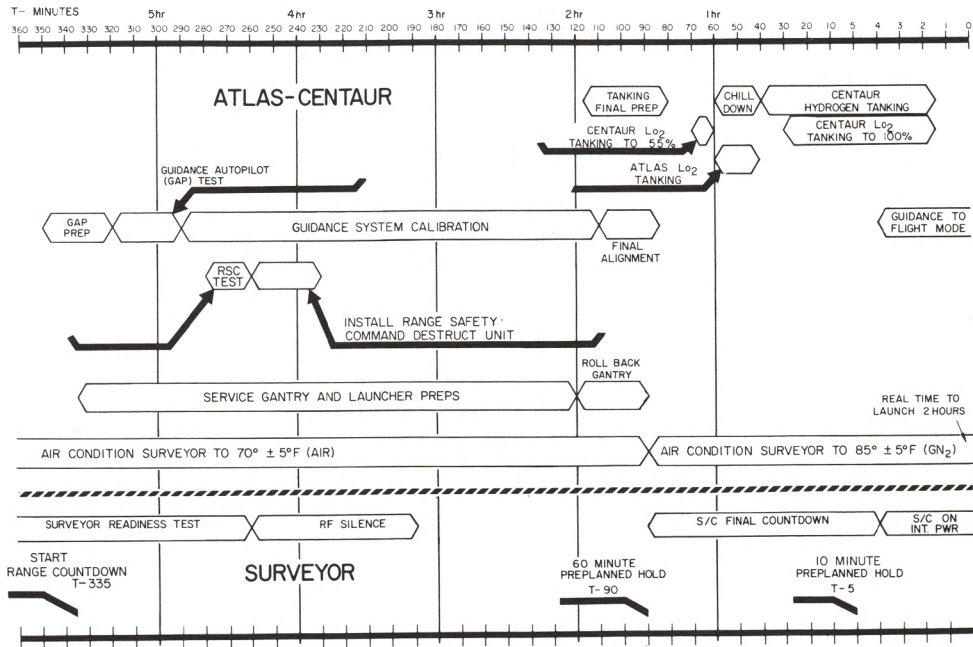 T- MINUTES 5hr 4hr 3hr 2hr 1hr
360 350 340 330 320 310 300 290 280 270 260 250 240 230 220 210 200 190 180 170 160 150 140 130 120 110 100 90 80 70 60 50 40 30 20 10 4 3 2 1 0
ATLAS-CENTAUR
TANKING
FINAL PREP
CHILL
DOWN
CENTAUR
HYDROGEN TANKING
CENTAUR LO2
TANKING TO 55%
CENTAUR LO2
TANKING TO 100%
ATLAS LO2
TANKING
GUIDANCE AUTOPILOT
(GAP) TEST
GAP
PREP
GUIDANCE SYSTEM CALIBRATION
FINAL
ALIGNMENT
GUIDANCE TO
FLIGHT MODE
RSC
TEST
INSTALL RANGE SAFETY
COMMAND DESTRUCT UNIT
ROLL BACK
GANTRY
SERVICE GANTRY AND LAUNCHER PREPS
REAL TIME TO
LAUNCH 2 HOURS
AIR CONDITION SURVEYOR TO 70° ± 5°F (AIR)
AIR CONDITION SURVEYOR TO 85° ± 5°F (GN2)
SURVEYOR READINESS TEST
RF SILENCE
S/C FINAL COUNTDOWN
S/C ON
INT. PWR
START
RANGE COUNTDOWN
T-335
SURVEYOR
60 MINUTE
PREPLANNED HOLD
T-90
10 MINUTE
PREPLANNED HOLD
T-5